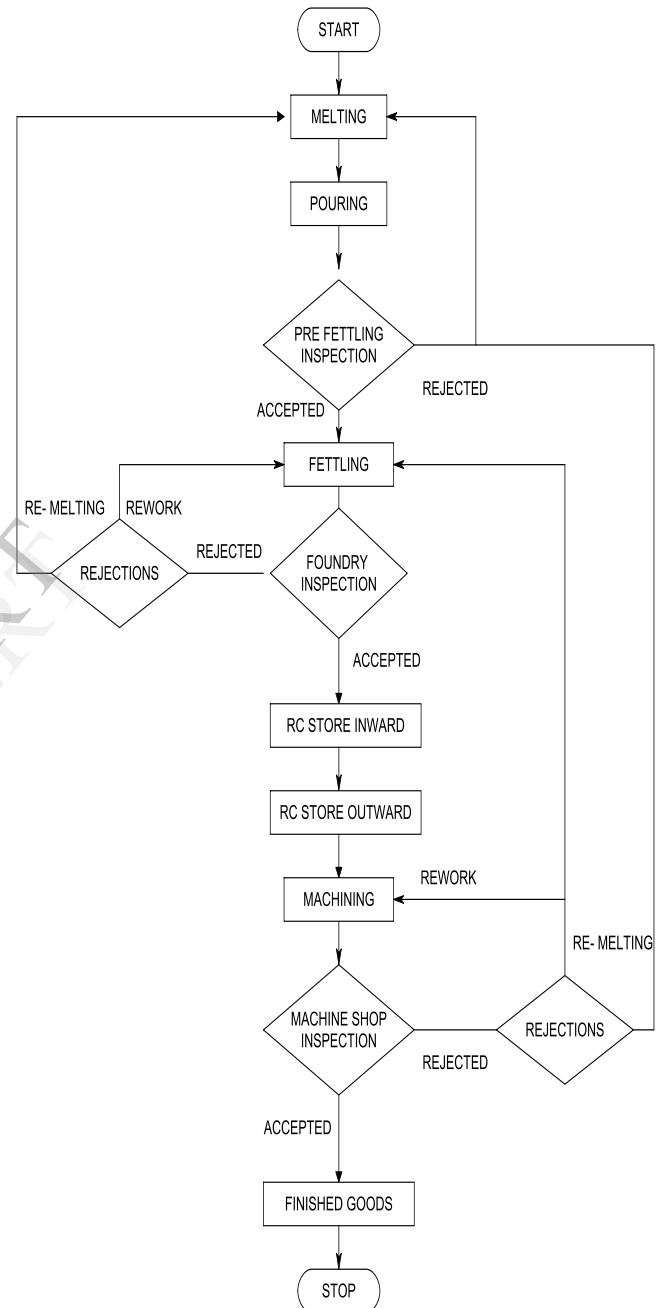 START
MELTING
POURING
PRE FETTLING
INSPECTION
REJECTED
ACCEPTED
FETTLING
RE- MELTING
REWORK
REJECTIONS
REJECTED
FOUNDRY
INSPECTION
ACCEPTED
RC STORE INWARD
RC STORE OUTWARD
MACHINING
REWORK
RE- MELTING
MACHINE SHOP
INSPECTION
REJECTED
REJECTIONS
ACCEPTED
FINISHED GOODS
STOP